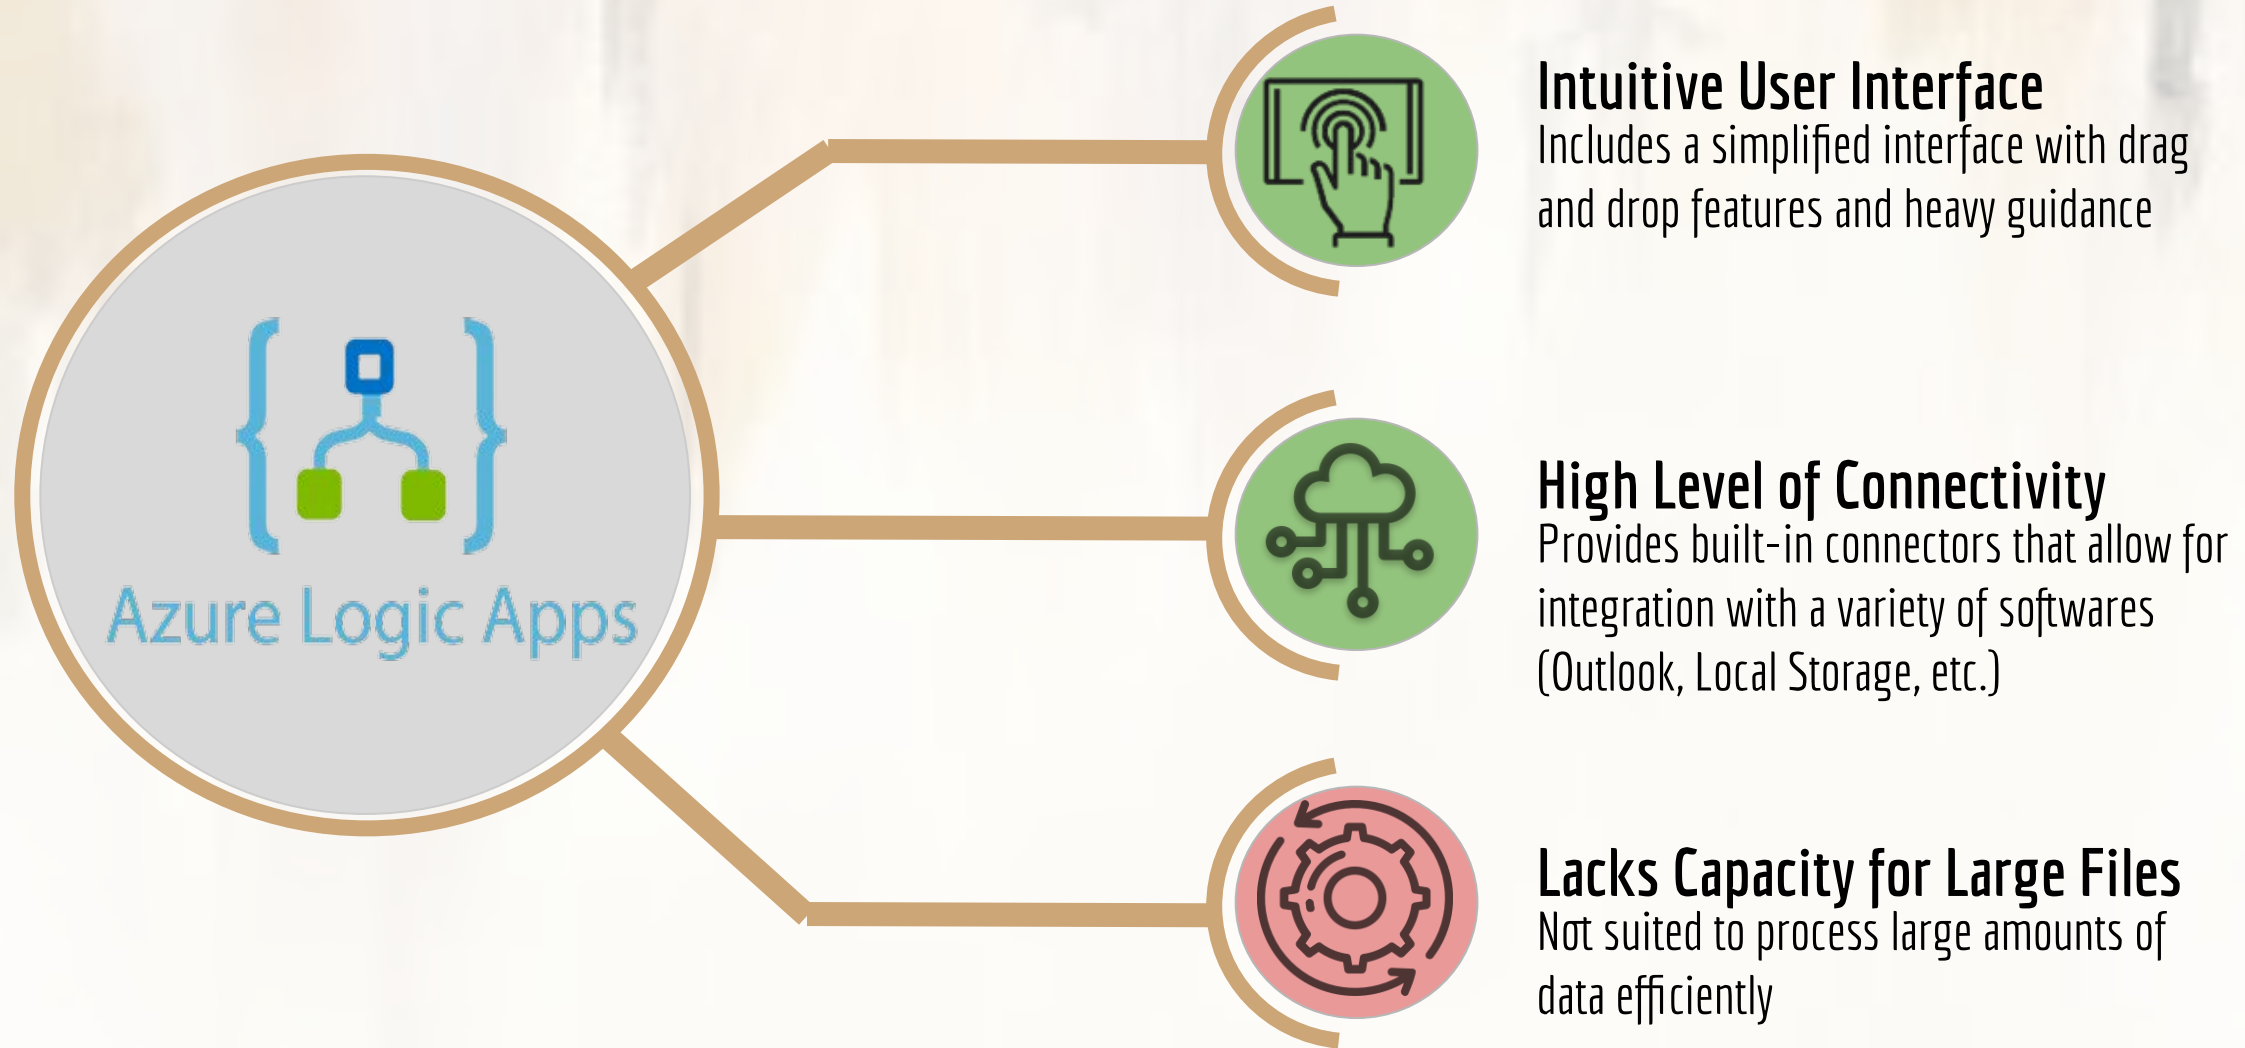 Azure Logic Apps
Intuitive User Interface
Includes a simplified interface with drag
and drop features and heavy guidance
High Level of Connectivity
Provides built-in connectors that allow for
integration with a variety of softwares
(Outlook, Local Storage, etc.)
Lacks Capacity for Large Files
Not suited to process large amounts of
data efficiently